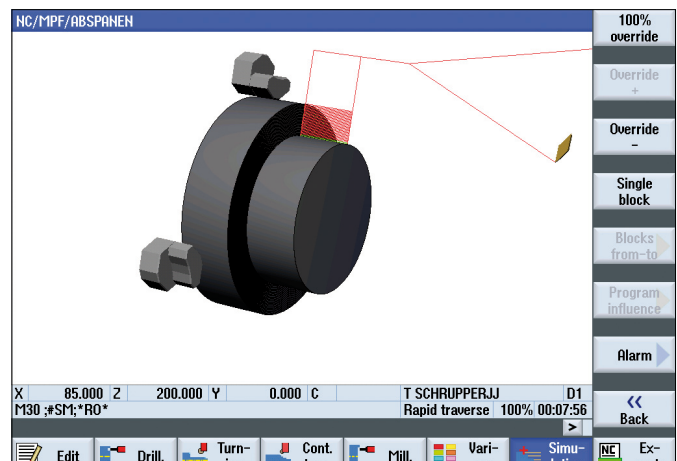 NC/MPF/ABSPANEN
100%
override
Override
+
Override
-
Single
block
Blocks
from-to
Program
influence
Alarm
X 85.000 Z 200.000 Y 0.000 C T SCHRUPPERJJ D1
M30 ;#SM;*RO* Rapid traverse 100% 00:07:56
<<
Back
>
Edit Drill. Turn- Cont. Mill. Vari- Simu- NC Ex-